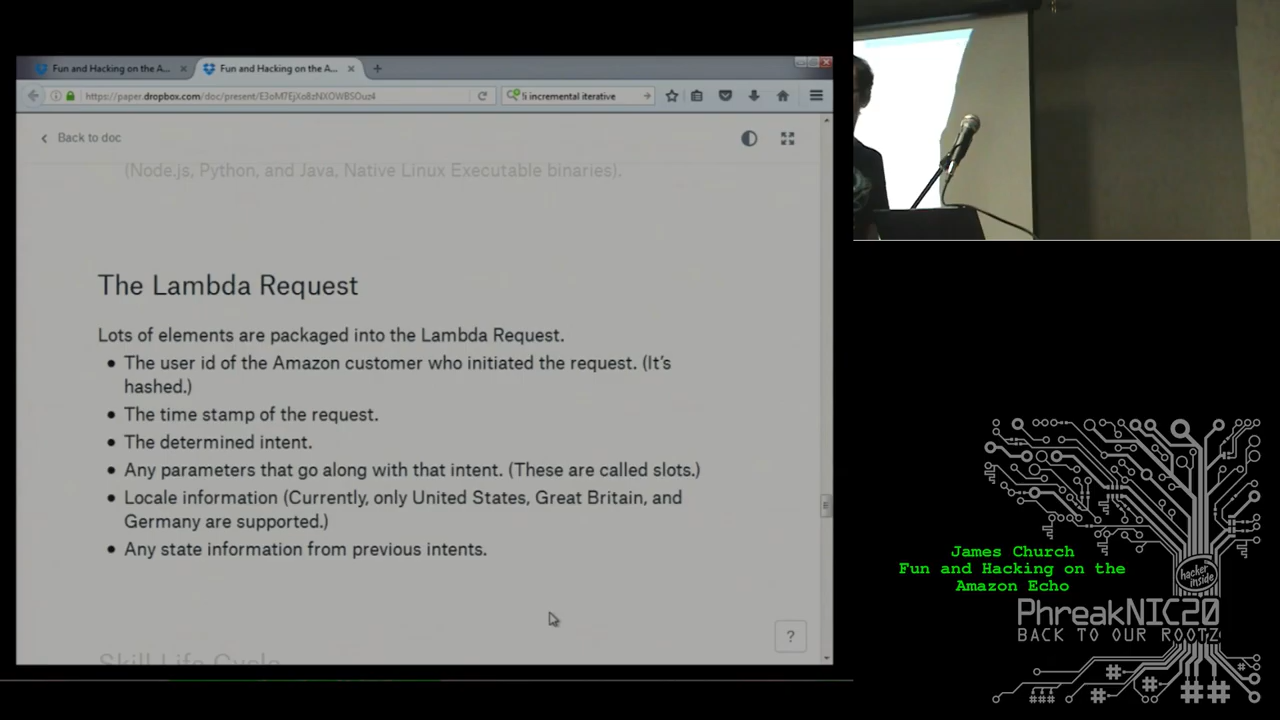 Fun and Hacking on the A...
Fun and Hacking on the A...
https://paper.dropbox.com/doc/present/E3oM7EjXo8zNXOWBSOuz4
5 incremental iterative
Back to doc
(Node.js, Python, and Java, Native Linux Executable binaries).
The Lambda Request
Lots of elements are packaged into the Lambda Request.
• The user id of the Amazon customer who initiated the request. (It's
hashed.)
• The time stamp of the request.
• The determined intent.
• Any parameters that go along with that intent. (These are called slots.)
• Locale information (Currently, only United States, Great Britain, and
Germany are supported.)
• Any state information from previous intents.
?
Skill Life Cycle
James Church
Fun and Hacking on the
Amazon Echo
hacker
inside
PhreakNIC20
BACK TO OUR ROOTZ